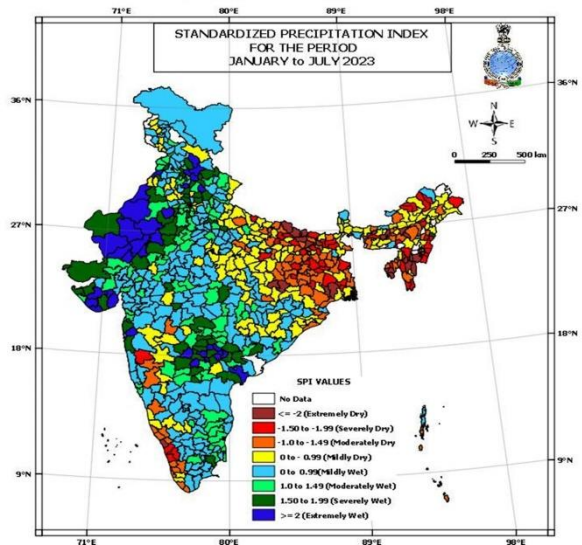 71°E 80°E 89°E 98°E
STANDARDIZED PRECIPITATION INDEX
FOR THE PERIOD
JANUARY to JULY 2023
36°N 36°N
N
W E
S
0 250 500 km
27°N 27°N
18°N 18°N
9°N 9°N
SPI VALUES
No Data
<= -2 (Extremely Dry)
-1.50 to -1.99 (Severely Dry)
-1.0 to -1.49 (Moderately Dry
0 to - 0.99 (Mildly Dry)
0 to 0.99(Mildly Wet)
1.0 to 1.49 (Moderately Wet)
1.50 to 1.99 (Severely Wet)
>= 2 (Extremely Wet)
71°E 80°E 89°E 98°E